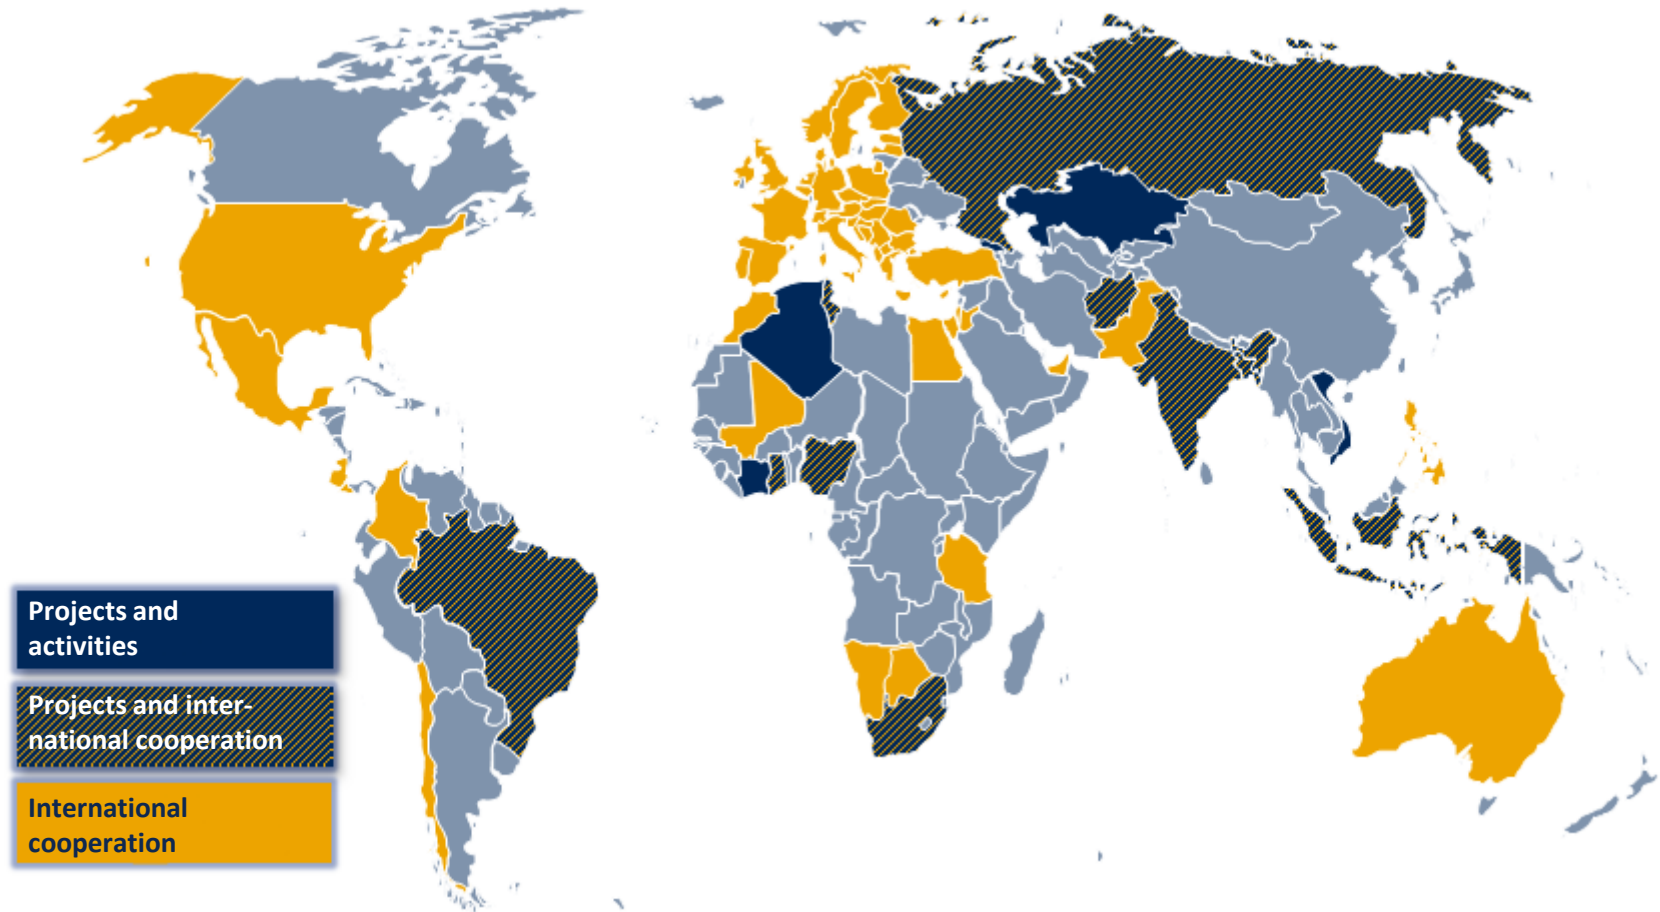 Projects and
activities
Projects and inter-
national cooperation
International
cooperation